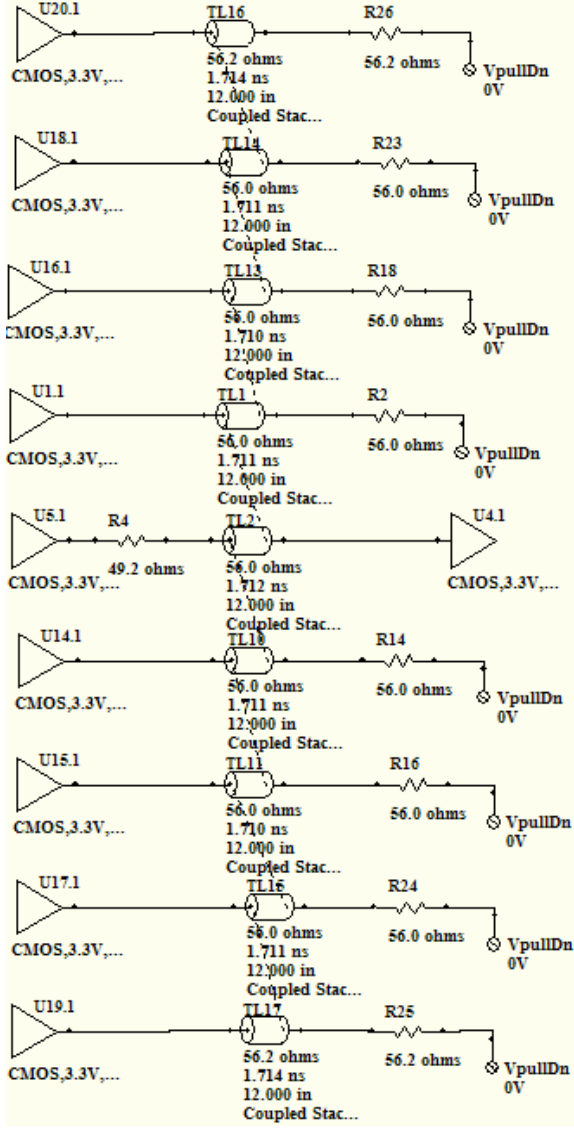 U20.1
TL16
R26
56.2 ohms
56.2 ohms
VpullDn
CMOS,3.3V,...
1.714 ns
0V
12.000 in
Coupled Stac...
U18.1
TL14
R23
56.0 ohms
56.0 ohms
VpullDn
CMOS,3.3V,...
1.711 ns
0V
12.000 in
Coupled Stac...
U16.1
TL13
R18
56.0 ohms
56.0 ohms
VpullDn
CMOS,3.3V,...
1.710 ns
0V
12.000 in
Coupled Stac...
U1.1
TL1
R2
56.0 ohms
56.0 ohms
VpullDn
CMOS,3.3V,...
1.711 ns
0V
12.000 in
Coupled Stac...
U5.1
R4
TL2
U4.1
49.2 ohms
56.0 ohms
CMOS,3.3V,...
1.712 ns
CMOS,3.3V,...
12.000 in
Coupled Stac...
U14.1
TL10
R14
56.0 ohms
56.0 ohms
VpullDn
CMOS,3.3V,...
1.711 ns
0V
12.000 in
Coupled Stac...
U15.1
TL11
R16
56.0 ohms
56.0 ohms
VpullDn
CMOS,3.3V,...
1.710 ns
0V
12.000 in
Coupled Stac...
U17.1
TL15
R24
56.0 ohms
56.0 ohms
VpullDn
CMOS,3.3V,...
1.711 ns
0V
12.000 in
Coupled Stac...
U19.1
TL17
R25
56.2 ohms
56.2 ohms
VpullDn
CMOS,3.3V,...
1.714 ns
0V
12.000 in
Coupled Stac...